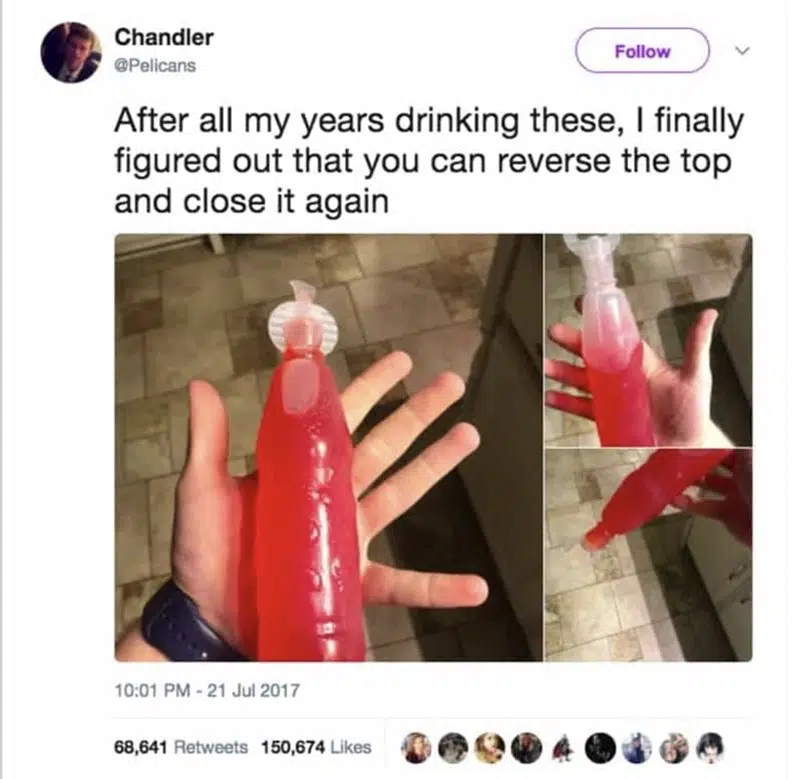 Chandler
@Pelicans
Follow
After all my years drinking these, I finally
figured out that you can reverse the top
and close it again
10:01 PM - 21 Jul 2017
68,641 Retweets 150,674 Likes